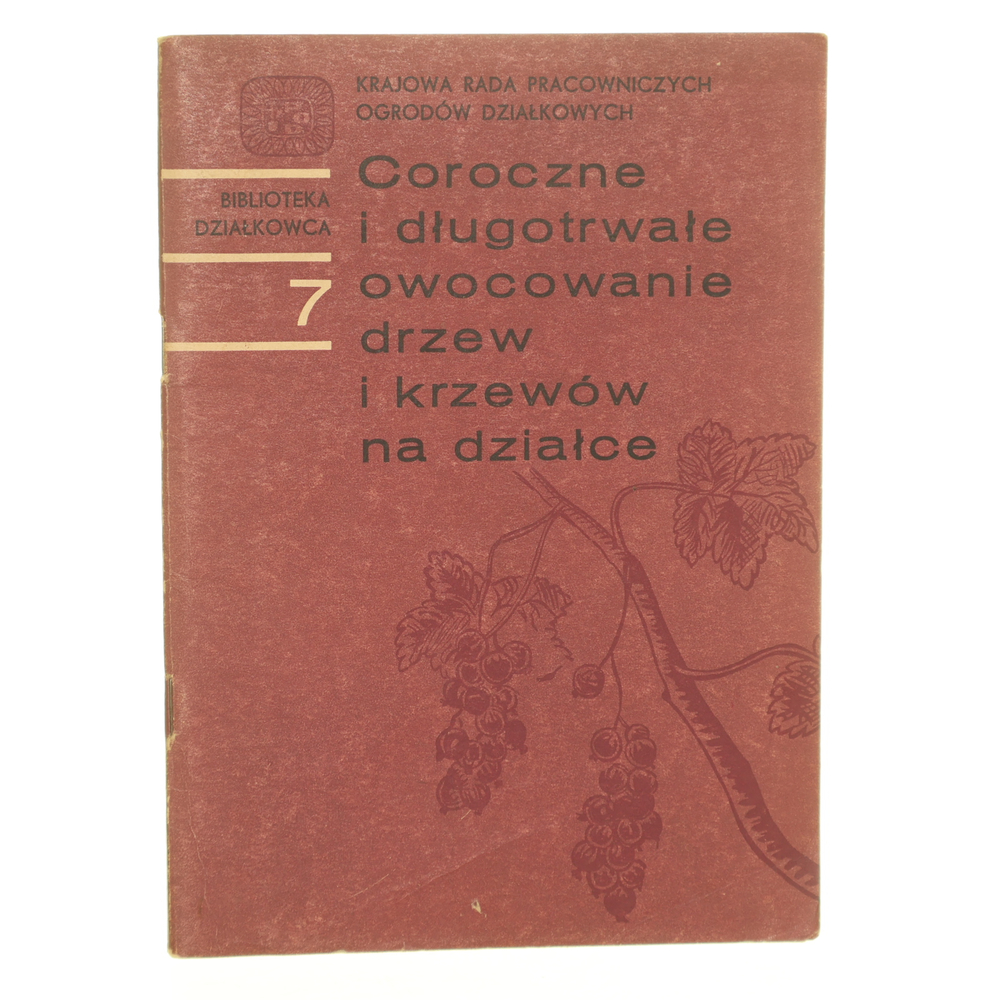 KRAJOWA RADA PRACOWNICZYCH
OGRODÓW DZIAŁKOWYCH
BIBLIOTEKA
DZIAŁKOWCA
7
Coroczne
i długotrwałe
owocowanie
drzew
i krzewów
na działce